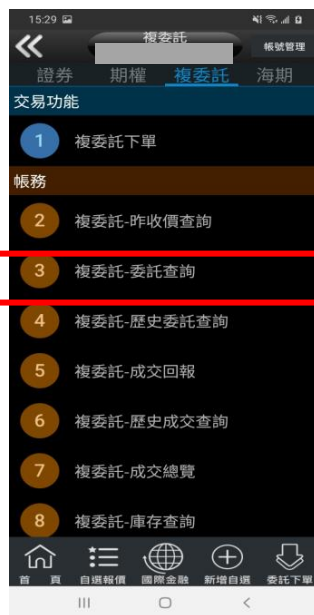 15:29
複委託
帳號管理
證券 期權 複委託 海期
交易功能
1 複委託下單
帳務
2 複委託-昨收價查詢
3 複委託-委託查詢
4 複委託-歷史委託查詢
5 複委託-成交回報
6 複委託-歷史成交查詢
7 複委託-成交總覽
8 複委託-庫存查詢
首 頁 自選報價 國際金融 新增自選 委託下單